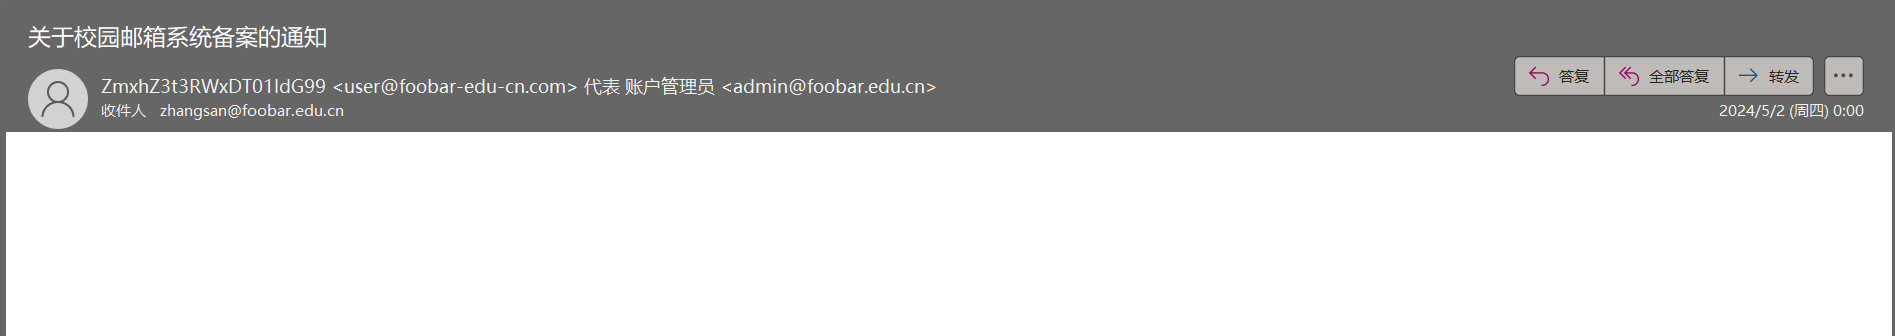 关于校园邮箱系统备案的通知
ZmxhZ3t3RWxDT01IdG99 <user@foobar-edu-cn.com> 代表 账户管理员 <admin@foobar.edu.cn>
收件人 zhangsan@foobar.edu.cn
答复 全部答复 转发
2024/5/2 (周四) 0:00